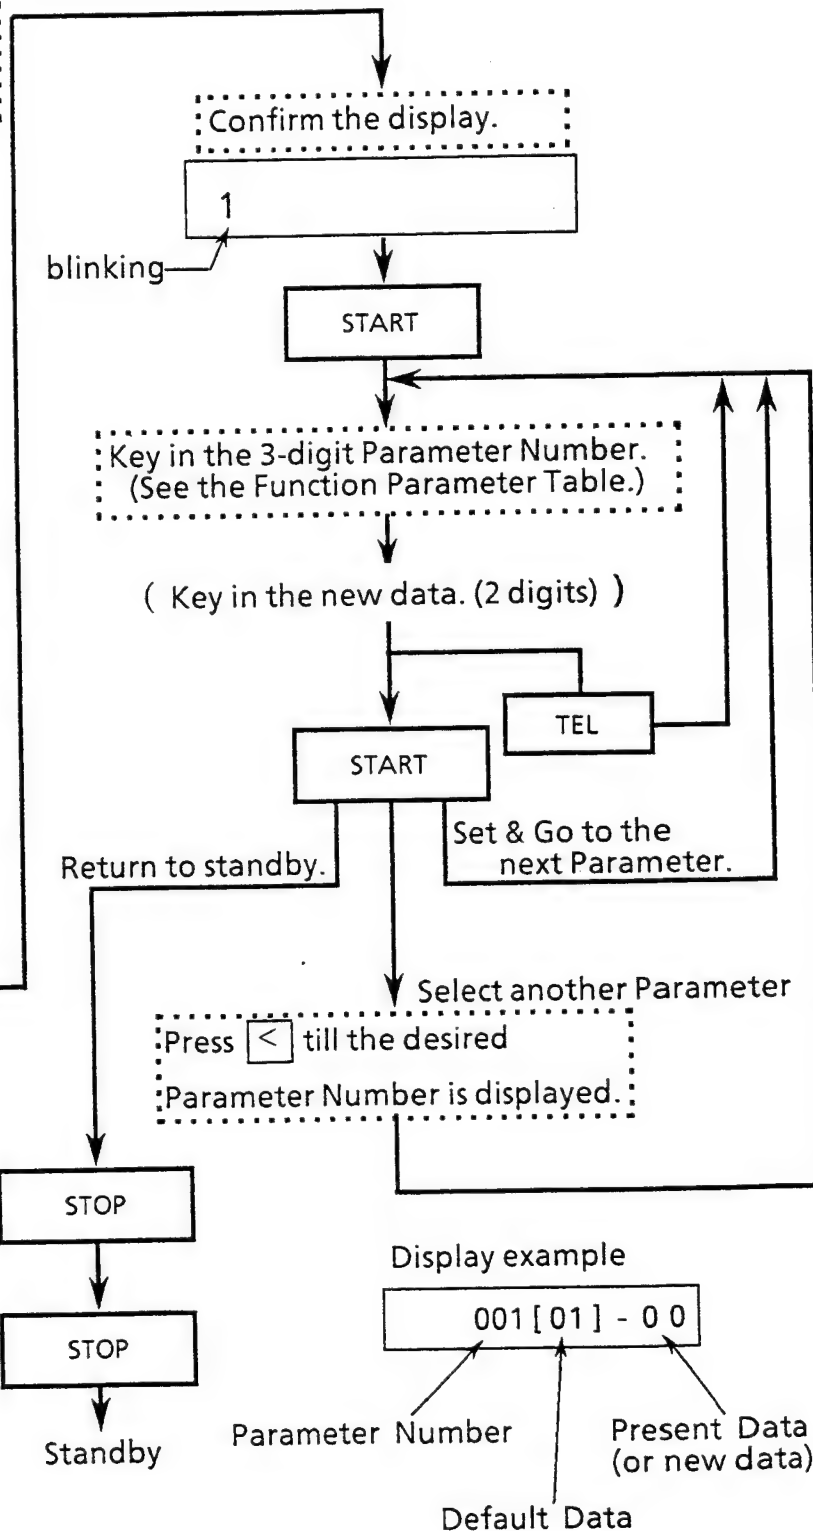 Confirm the display.
1
blinking
START
Key in the 3-digit Parameter Number.
(See the Function Parameter Table.)
( Key in the new data. (2 digits) )
TEL
START
Set & Go to the
next Parameter.
Return to standby.
Select another Parameter
Press < till the desired
Parameter Number is displayed.
STOP
Display example
001 [ 01 ] - 0 0
STOP
Parameter Number
Present Data
(or new data)
Standby
Default Data